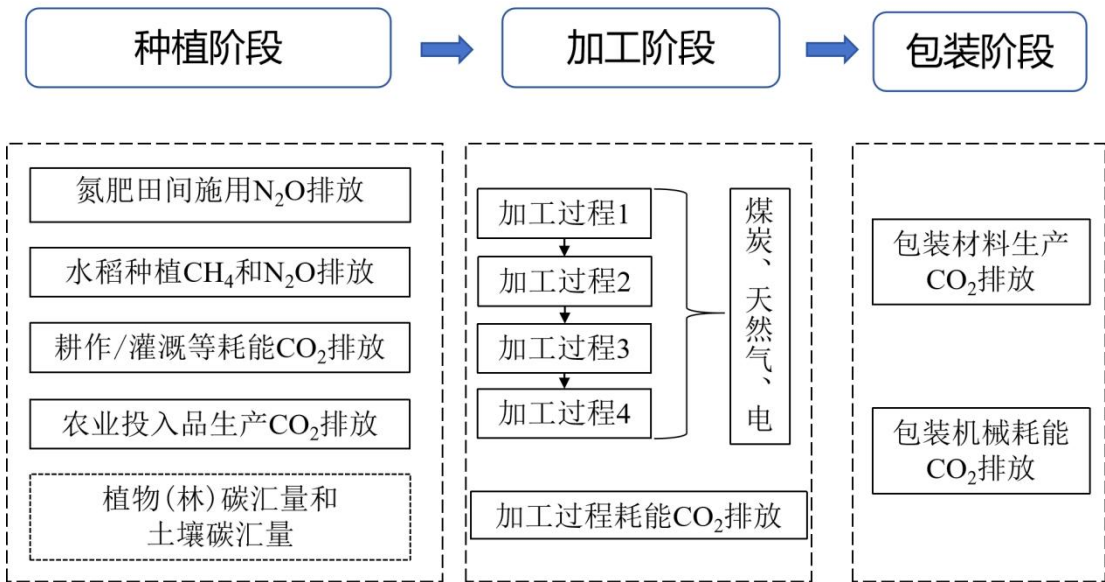 种植阶段
加工阶段
包装阶段
氮肥田间施用N₂O排放
水稻种植CH₄和N₂O排放
耕作/灌溉等耗能CO₂排放
农业投入品生产CO₂排放
植物(林)碳汇量和
土壤碳汇量
加工过程1
加工过程2
加工过程3
加工过程4
煤炭、天然气、电
加工过程耗能CO₂排放
包装材料生产
CO₂排放
包装机械耗能
CO₂排放